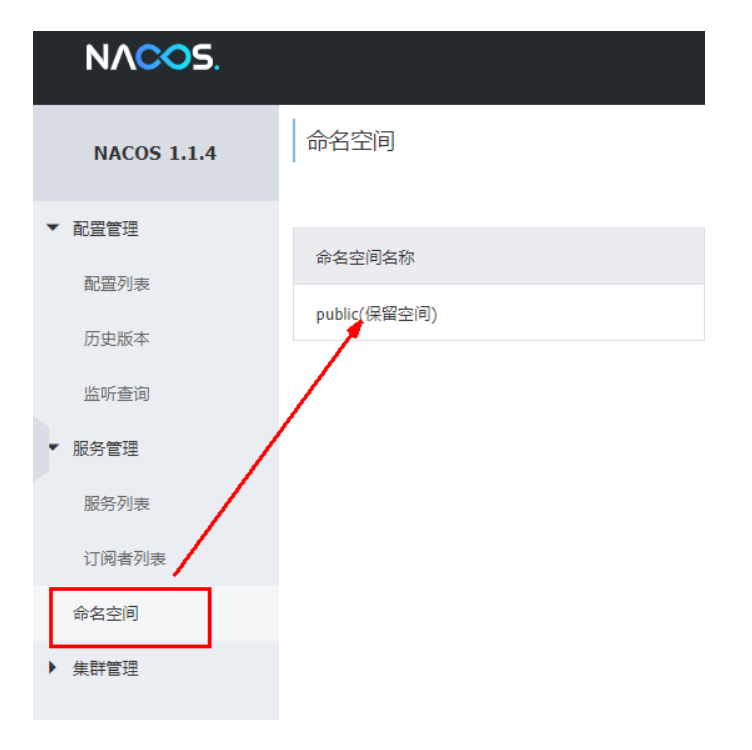 NACOS.
NACOS 1.1.4
配置管理
配置列表
历史版本
监听查询
服务管理
服务列表
订阅者列表
命名空间
集群管理
命名空间
命名空间名称
public(保留空间)